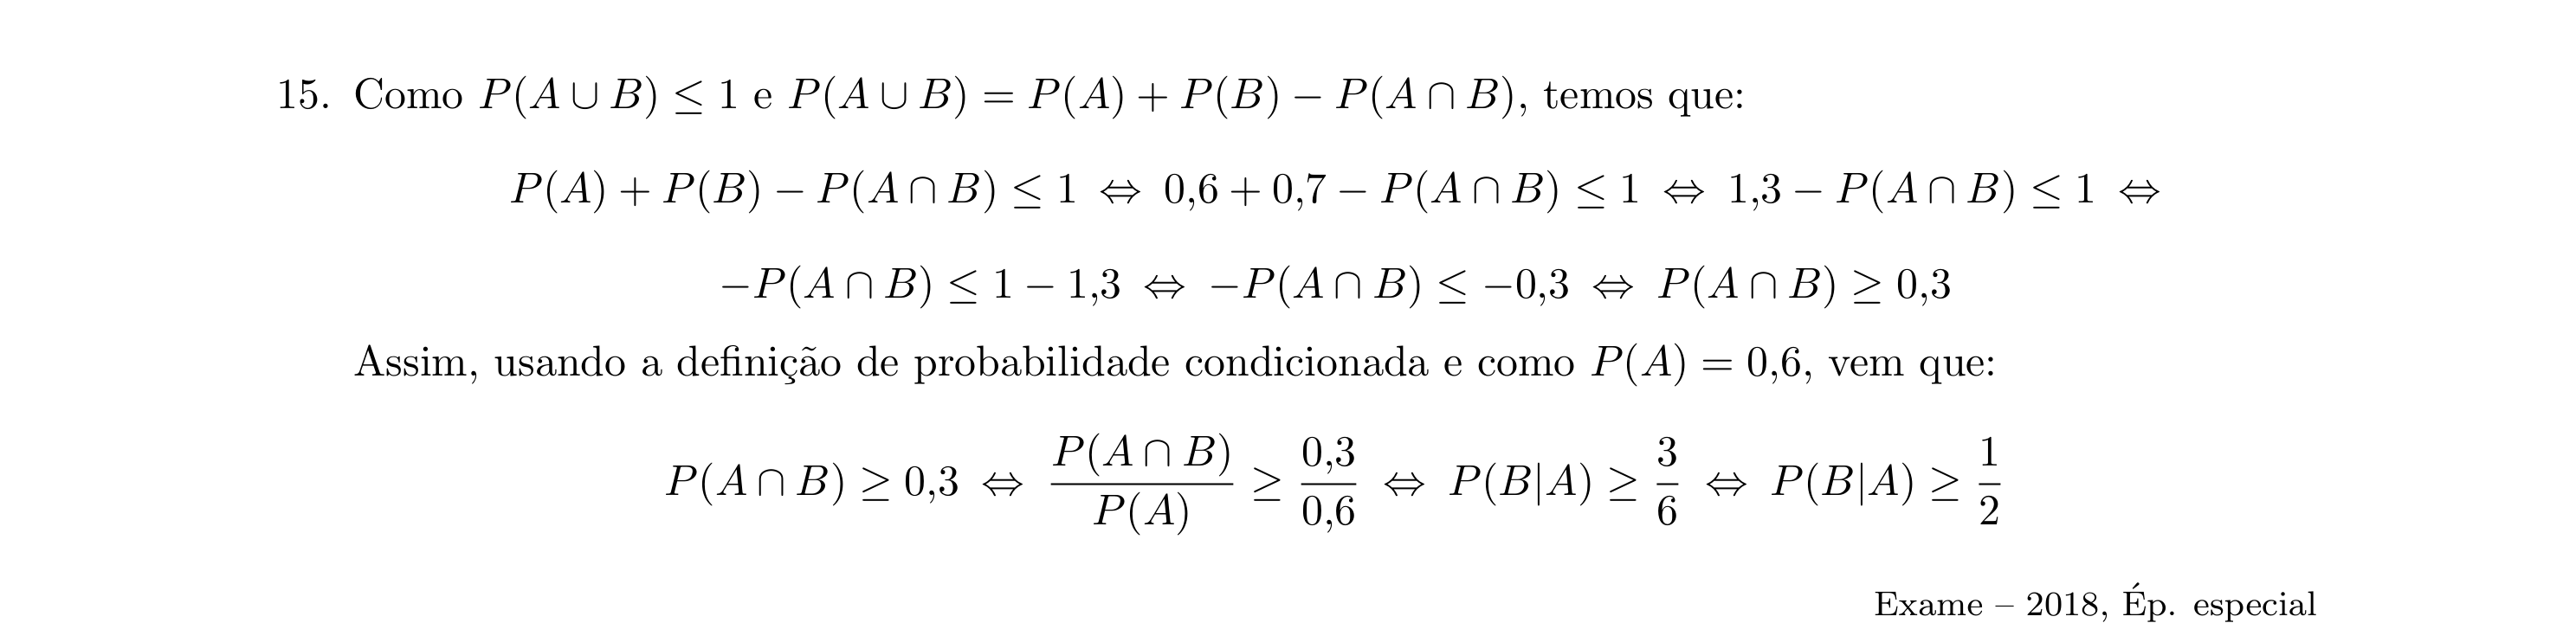 15. Como P(A ∪ B) ≤ 1 e P(A ∪ B) = P(A) + P(B) − P(A ∩ B), temos que:
P(A) + P(B) − P(A ∩ B) ≤ 1 ⇔ 0,6 + 0,7 − P(A ∩ B) ≤ 1 ⇔ 1,3 − P(A ∩ B) ≤ 1 ⇔
−P(A ∩ B) ≤ 1 − 1,3 ⇔ −P(A ∩ B) ≤ −0,3 ⇔ P(A ∩ B) ≥ 0,3
Assim, usando a definição de probabilidade condicionada e como P(A) = 0,6, vem que:
P(A ∩ B) ≥ 0,3 ⇔ P(A ∩ B)/P(A) ≥ 0,3/0,6 ⇔ P(B|A) ≥ 3/6 ⇔ P(B|A) ≥ 1/2
Exame – 2018, Ép. especial